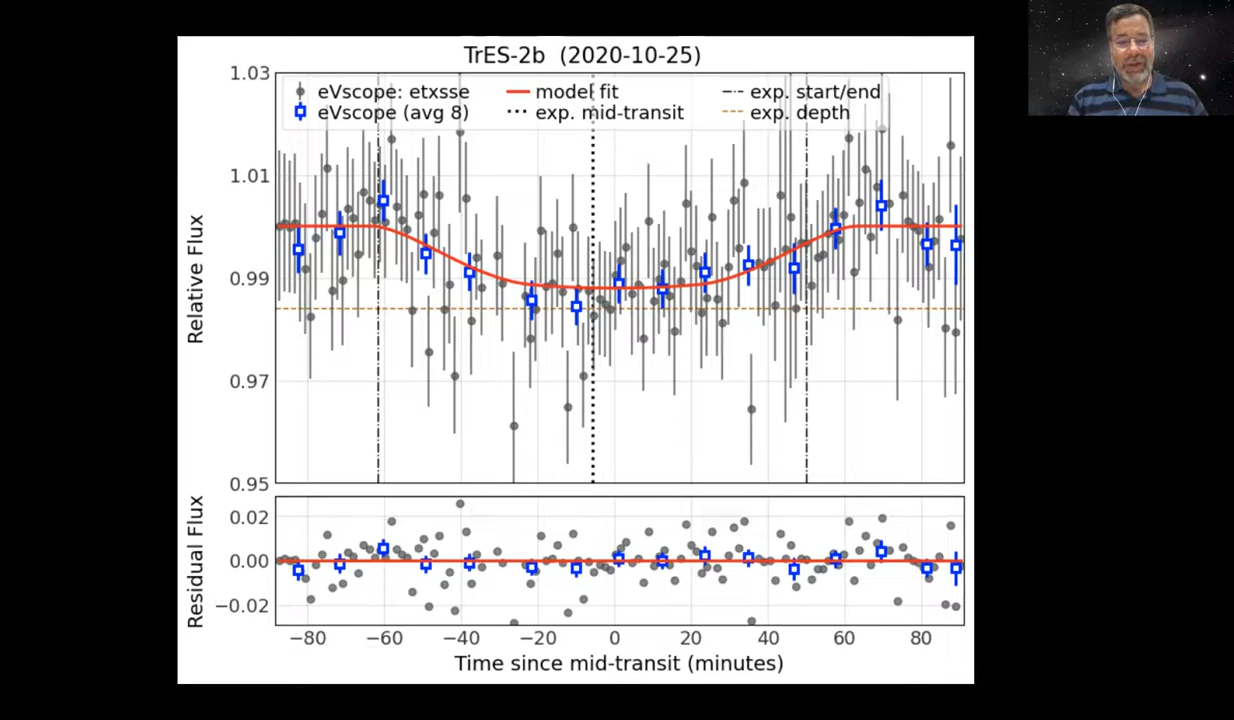 TrES-2b (2020-10-25)
eVscope: etxsse
eVscope (avg 8)
model fit
exp. mid-transit
exp. start/end
exp. depth
Relative Flux
1.03
1.01
0.99
0.97
0.95
Residual Flux
0.02
0.00
−0.02
−80 −60 −40 −20 0 20 40 60 80
Time since mid-transit (minutes)